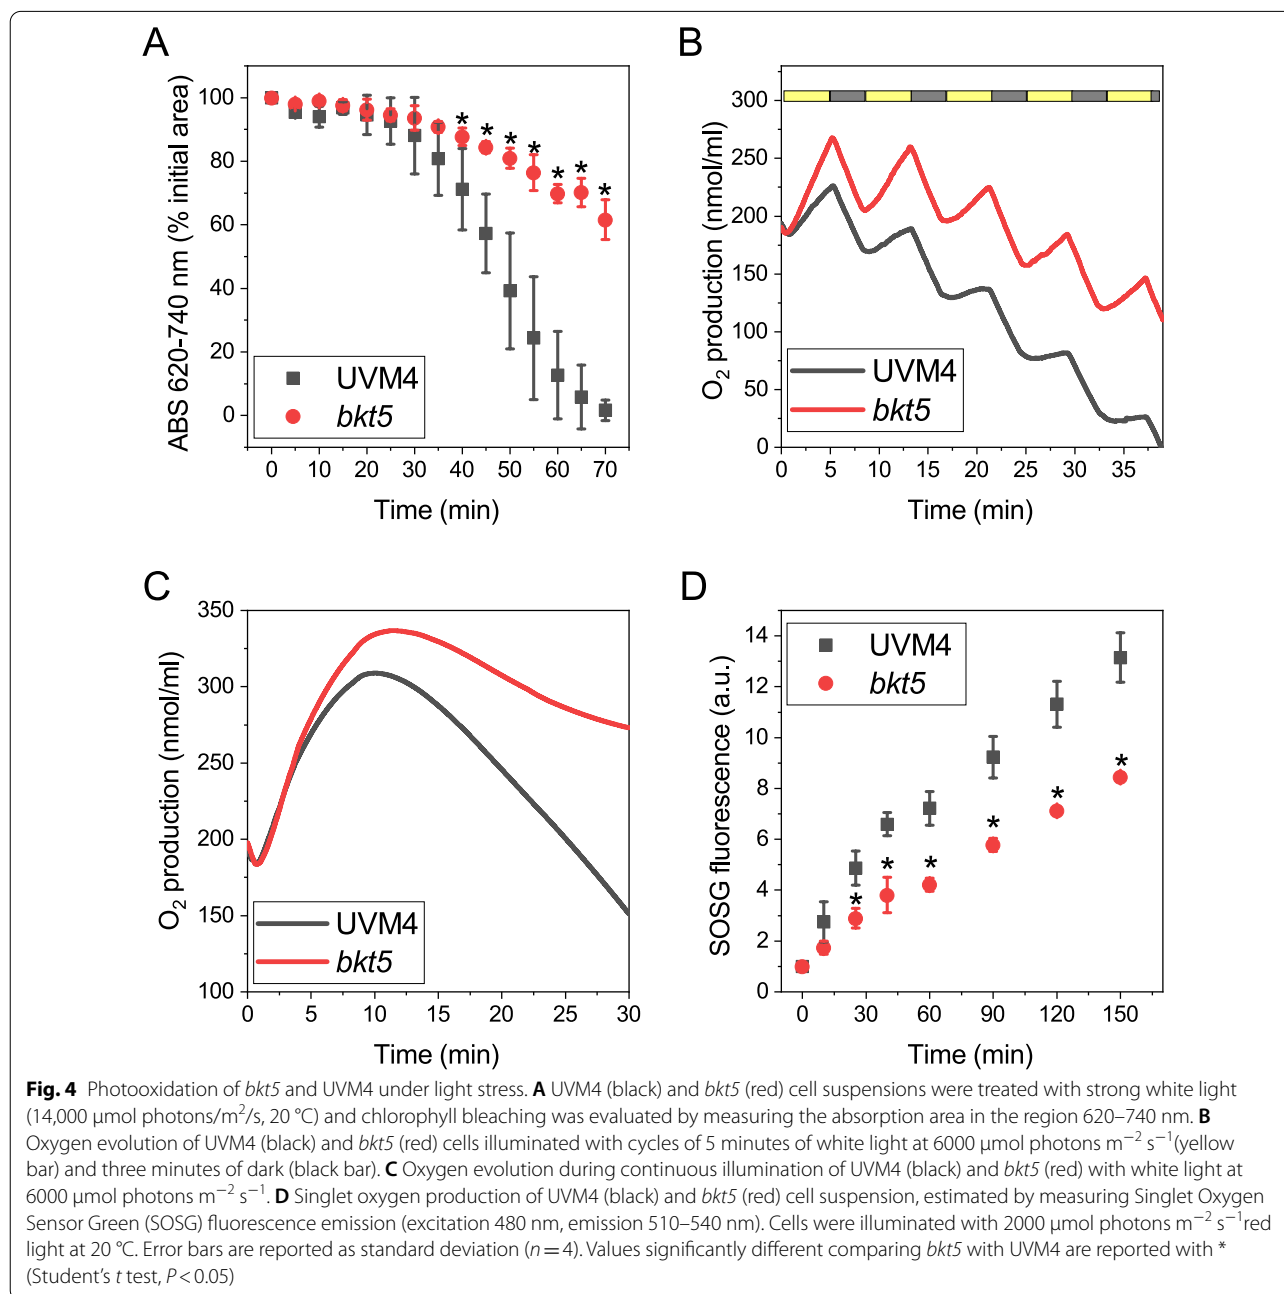 A
ABS 620-740 nm (% initial area)
100
80
60
40
20
0
* * * * * * *
UVM4
bkt5
0 10 20 30 40 50 60 70
Time (min)
B
O2 production (nmol/ml)
300
250
200
150
100
50
0
UVM4
bkt5
0 5 10 15 20 25 30 35
Time (min)
C
O2 production (nmol/ml)
350
300
250
200
150
100
UVM4
bkt5
0 5 10 15 20 25 30
Time (min)
D
SOSG fluorescence (a.u.)
14
12
10
8
6
4
2
0
UVM4
bkt5
* * * * * *
0 30 60 90 120 150
Time (min)
Fig. 4 Photooxidation of bkt5 and UVM4 under light stress. A UVM4 (black) and bkt5 (red) cell suspensions were treated with strong white light
(14,000 µmol photons/m²/s, 20 °C) and chlorophyll bleaching was evaluated by measuring the absorption area in the region 620–740 nm. B
Oxygen evolution of UVM4 (black) and bkt5 (red) cells illuminated with cycles of 5 minutes of white light at 6000 µmol photons m⁻² s⁻¹(yellow
bar) and three minutes of dark (black bar). C Oxygen evolution during continuous illumination of UVM4 (black) and bkt5 (red) with white light at
6000 µmol photons m⁻² s⁻¹. D Singlet oxygen production of UVM4 (black) and bkt5 (red) cell suspension, estimated by measuring Singlet Oxygen
Sensor Green (SOSG) fluorescence emission (excitation 480 nm, emission 510–540 nm). Cells were illuminated with 2000 µmol photons m⁻² s⁻¹red
light at 20 °C. Error bars are reported as standard deviation (n = 4). Values significantly different comparing bkt5 with UVM4 are reported with *
(Student's t test, P < 0.05)